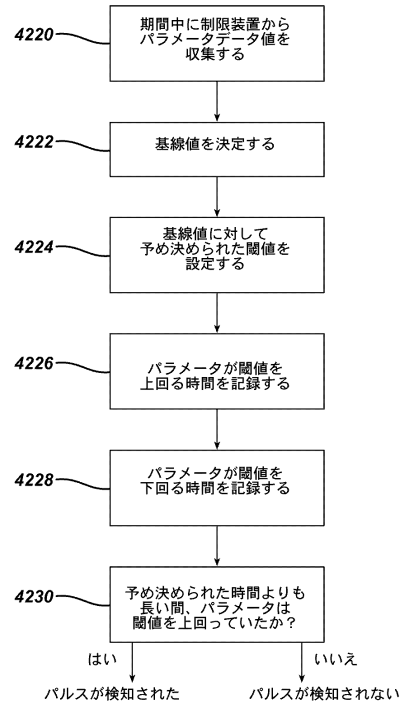 4220
期間中に制限装置から
パラメータデータ値を
収集する
4222
基線値を決定する
4224
基線値に対して
予め決められた閾値を
設定する
4226
パラメータが閾値を
上回る時間を記録する
4228
パラメータが閾値を
下回る時間を記録する
4230
予め決められた時間よりも
長い間、パラメータは
閾値を上回っていたか?
はい
いいえ
パルスが検知された
パルスが検知されない